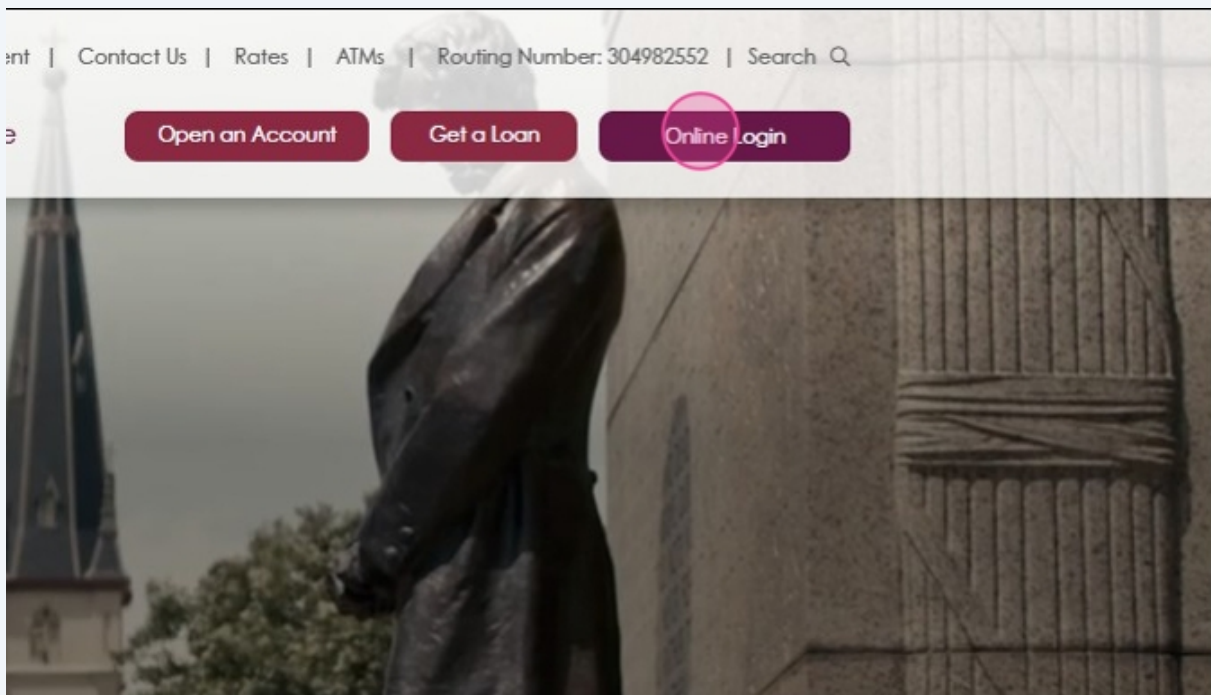 ent | Contact Us | Rates | ATMs | Routing Number: 304982552 | Search
e Open an Account Get a Loan Online Login